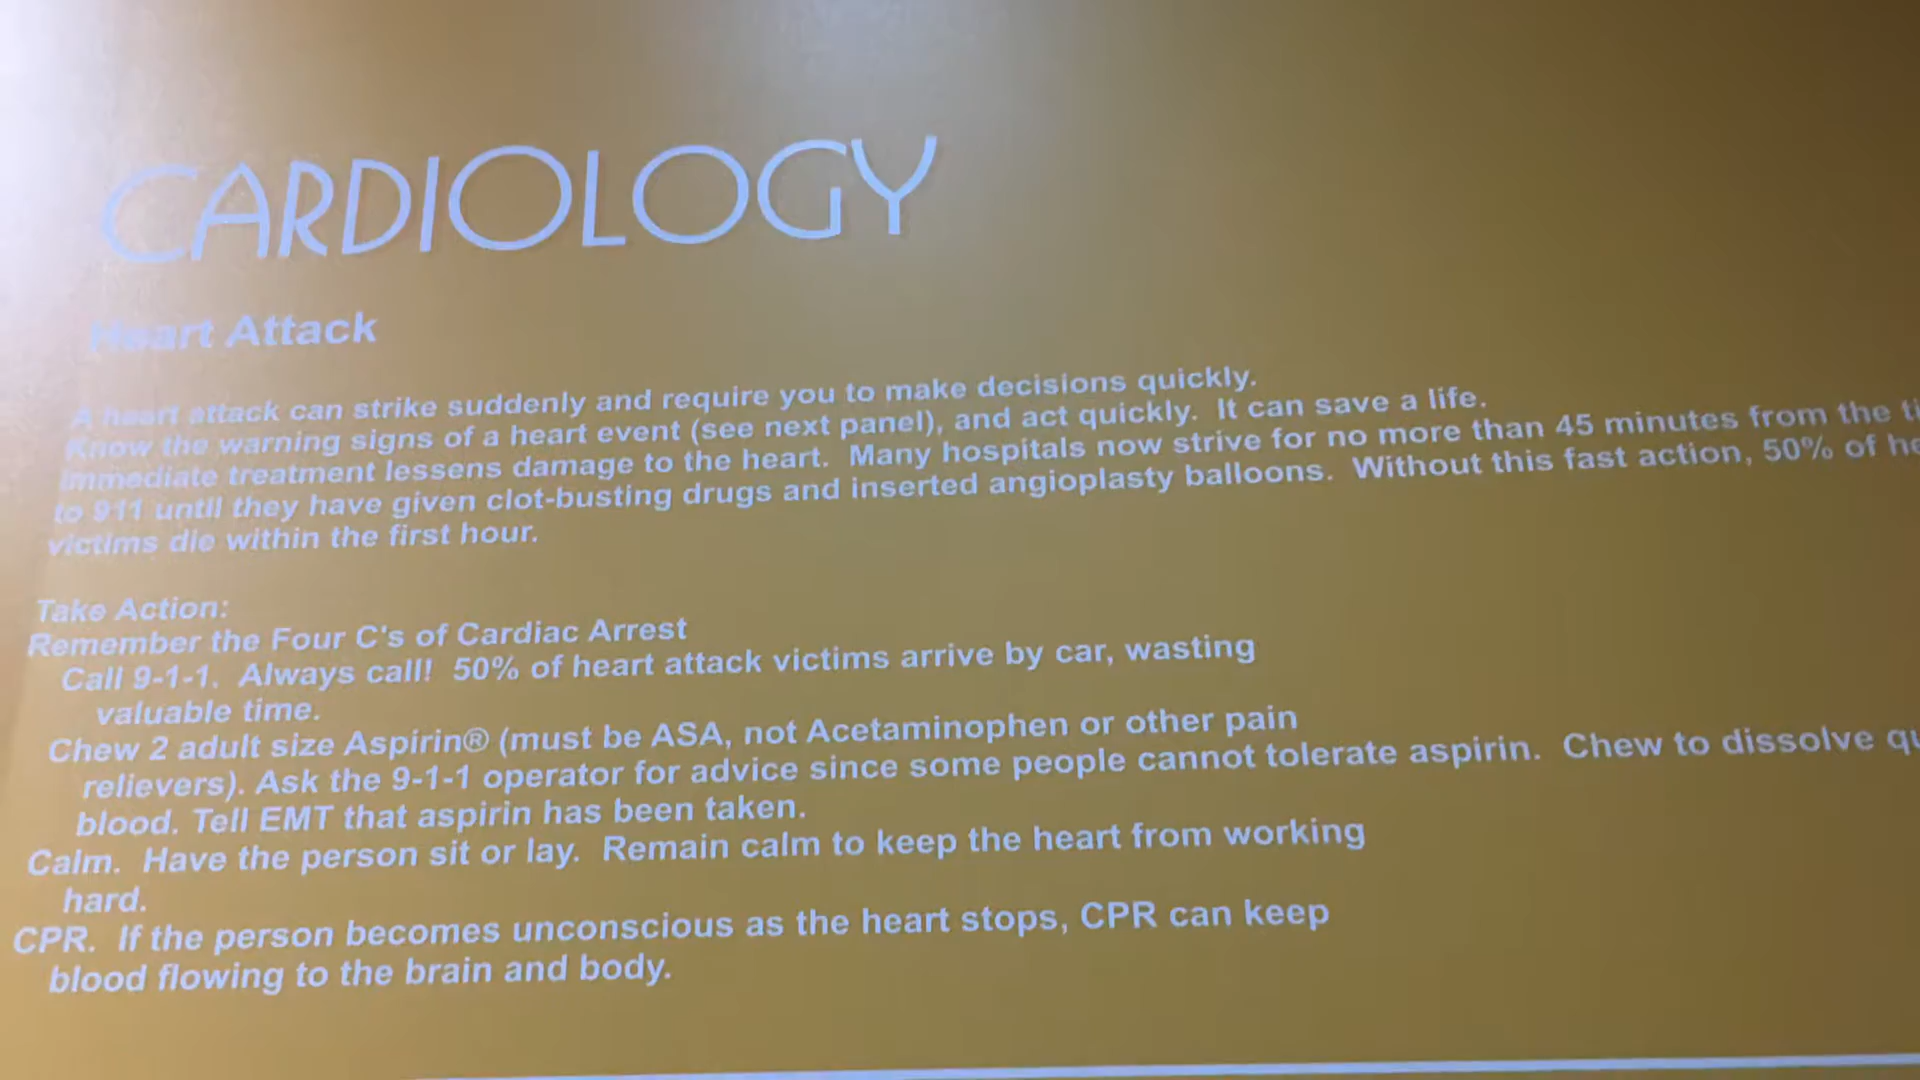 CARDIOLOGY
Heart Attack
A heart attack can strike suddenly and require you to make decisions quickly.
Know the warning signs of a heart event (see next panel), and act quickly.  It can save a life.
immediate treatment lessens damage to the heart.  Many hospitals now strive for no more than 45 minutes from the
to 911 until they have given clot-busting drugs and inserted angioplasty balloons.  Without this fast action, 50% of
victims die within the first hour.
Take Action:
Remember the Four C's of Cardiac Arrest
Call 9-1-1.  Always call!  50% of heart attack victims arrive by car, wasting
valuable time.
Chew 2 adult size Aspirin® (must be ASA, not Acetaminophen or other pain
relievers). Ask the 9-1-1 operator for advice since some people cannot tolerate aspirin.  Chew to dissolve
blood. Tell EMT that aspirin has been taken.
Calm.  Have the person sit or lay.  Remain calm to keep the heart from working
hard.
CPR.  If the person becomes unconscious as the heart stops, CPR can keep
blood flowing to the brain and body.